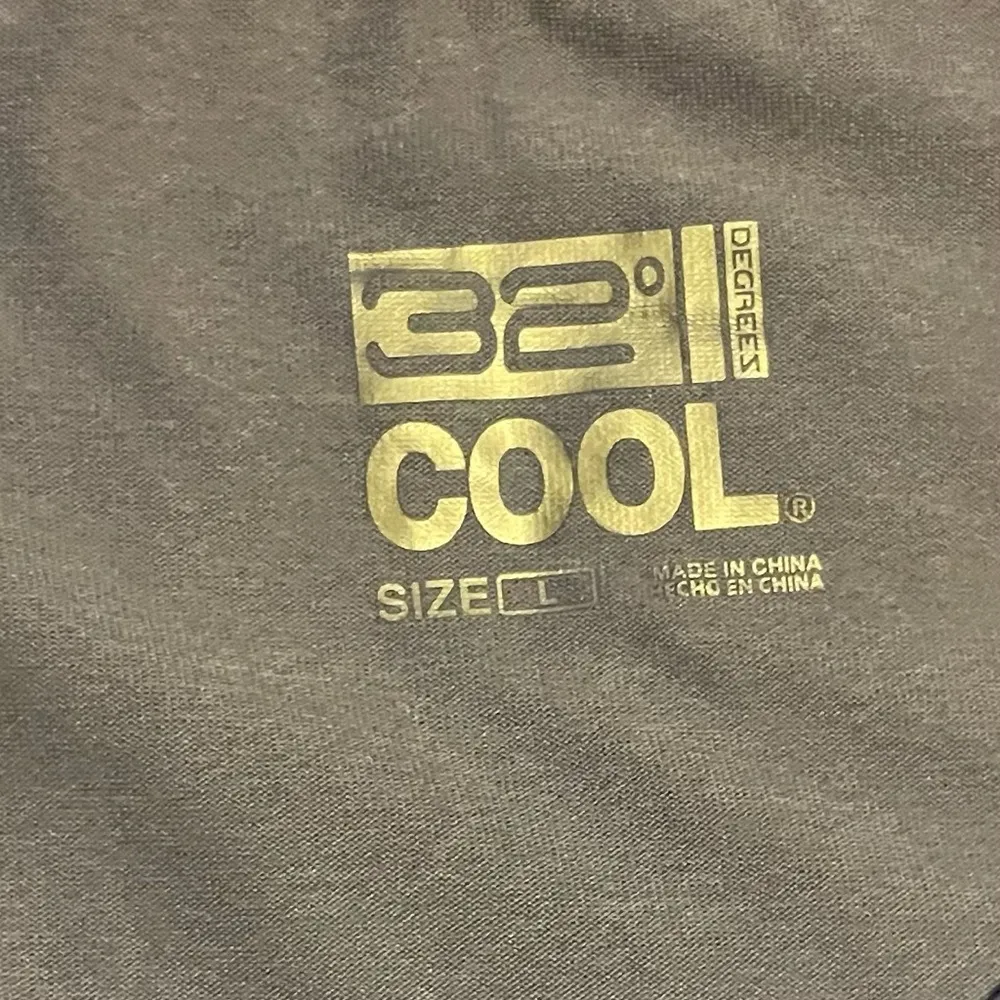 32°
DEGREES
COOL®
SIZE L
MADE IN CHINA
HECHO EN CHINA